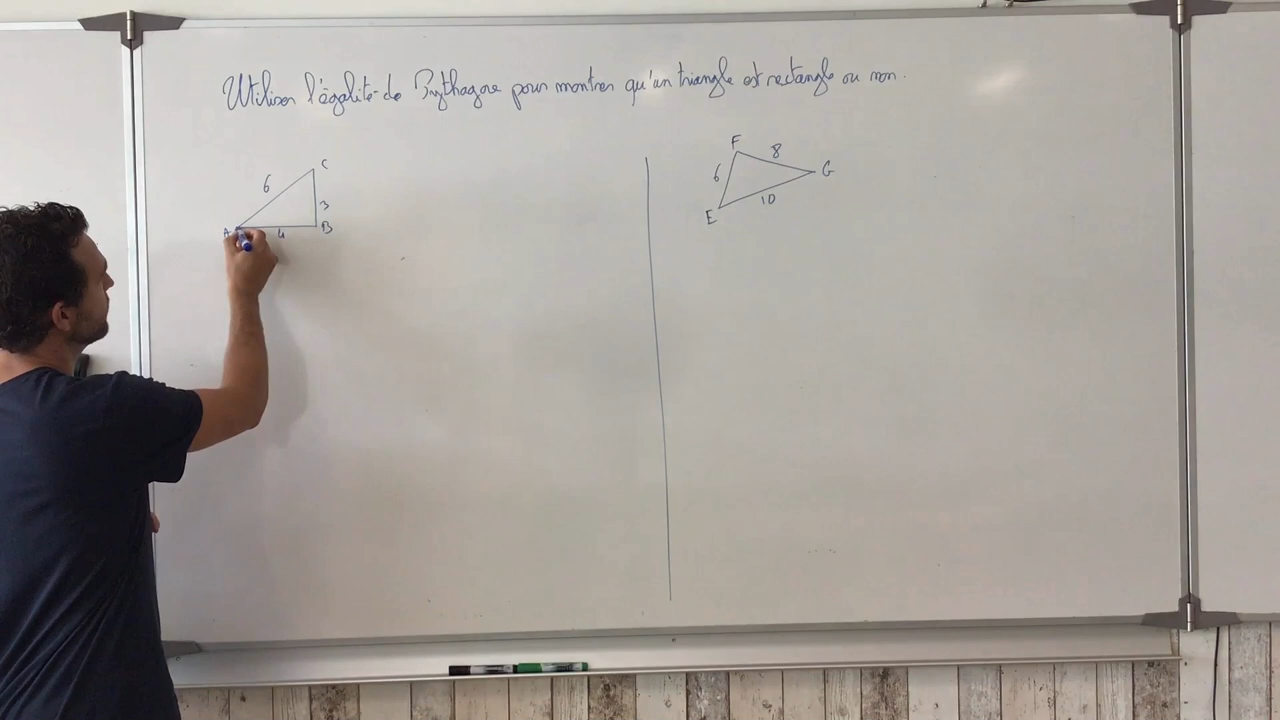 Utiliser l'égalité de Pythagore pour montrer qu'un triangle est rectangle ou non.
C
6
3
A
4
B
F
8
6
G
10
E